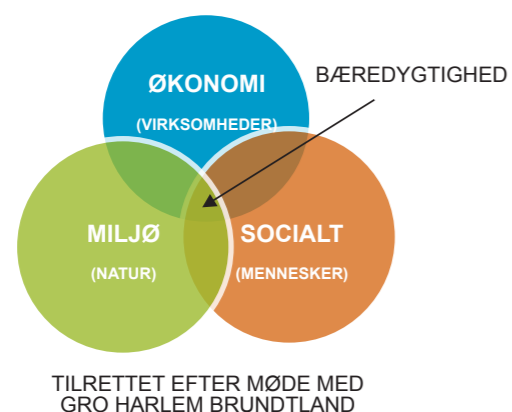 ØKONOMI
(VIRKSOMHEDER)
BÆREDYGTIGHED
MILJØ
(NATUR)
SOCIALT
(MENNESKER)
TILRETTET EFTER MØDE MED
GRO HARLEM BRUNDTLAND